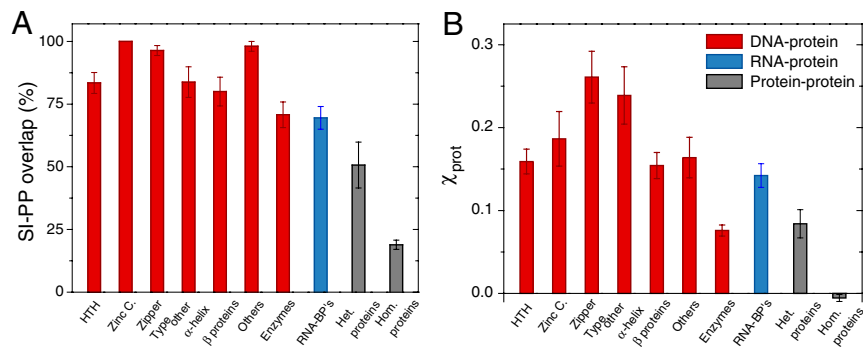 A
SI-PP overlap (%)
100
75
50
25
0
HTH
Zinc C.
Zipper
Type
other
α-helix
β proteins
Others
Enzymes
RNA-BP's
Het.
proteins
Hom.
proteins
B
χprot
0.3
0.2
0.1
0.0
DNA-protein
RNA-protein
Protein-protein
HTH
Zinc C.
Zipper
Type
other
α-helix
β proteins
Others
Enzymes
RNA-BP's
Het.
proteins
Hom.
proteins